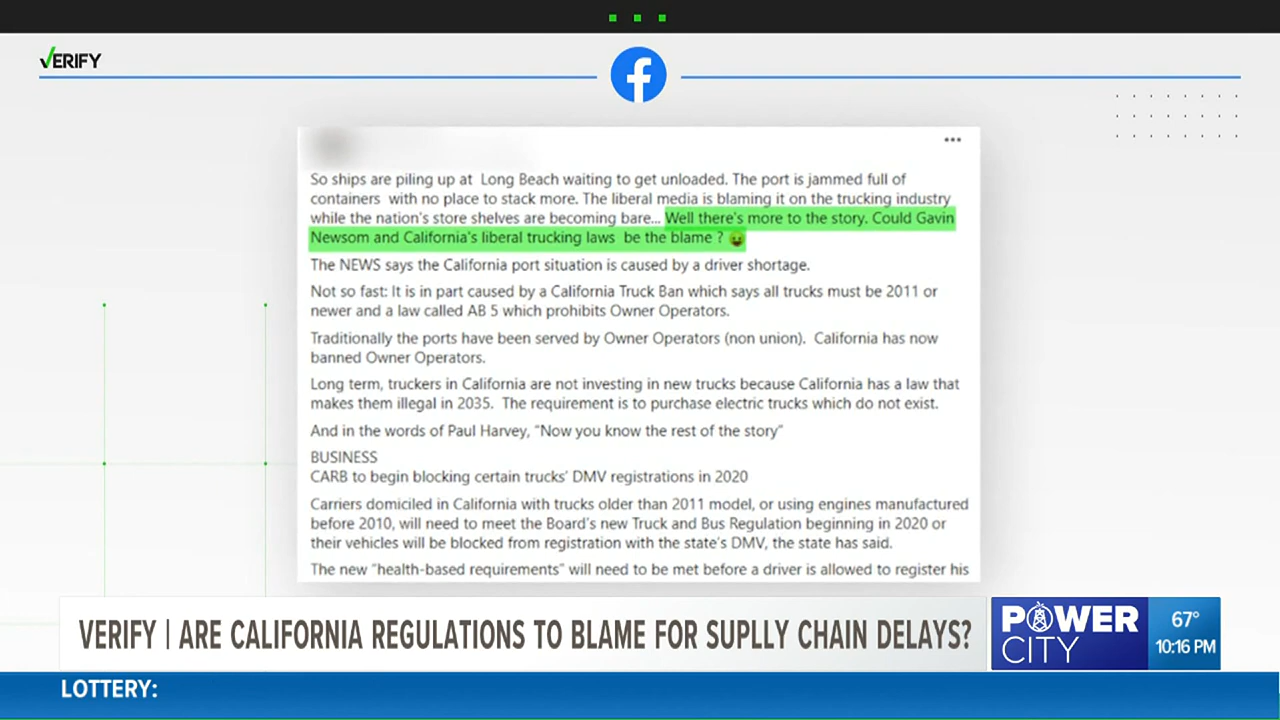 VERIFY
So ships are piling up at Long Beach waiting to get unloaded. The port is jammed full of
containers with no place to stack more. The liberal media is blaming it on the trucking industry
while the nation's store shelves are becoming bare... Well there's more to the story. Could Gavin
Newsom and California's liberal trucking laws be the blame ?
The NEWS says the California port situation is caused by a driver shortage.
Not so fast: It is in part caused by a California Truck Ban which says all trucks must be 2011 or
newer and a law called AB 5 which prohibits Owner Operators.
Traditionally the ports have been served by Owner Operators (non union). California has now
banned Owner Operators.
Long term, truckers in California are not investing in new trucks because California has a law that
makes them illegal in 2035. The requirement is to purchase electric trucks which do not exist.
And in the words of Paul Harvey, "Now you know the rest of the story"
BUSINESS
CARB to begin blocking certain trucks' DMV registrations in 2020
Carriers domiciled in California with trucks older than 2011 model, or using engines manufactured
before 2010, will need to meet the Board's new Truck and Bus Regulation beginning in 2020 or
their vehicles will be blocked from registration with the state's DMV, the state has said.
The new "health-based requirements" will need to be met before a driver is allowed to register his
VERIFY | ARE CALIFORNIA REGULATIONS TO BLAME FOR SUPLLY CHAIN DELAYS?
POWER
CITY
67°
10:16 PM
LOTTERY: